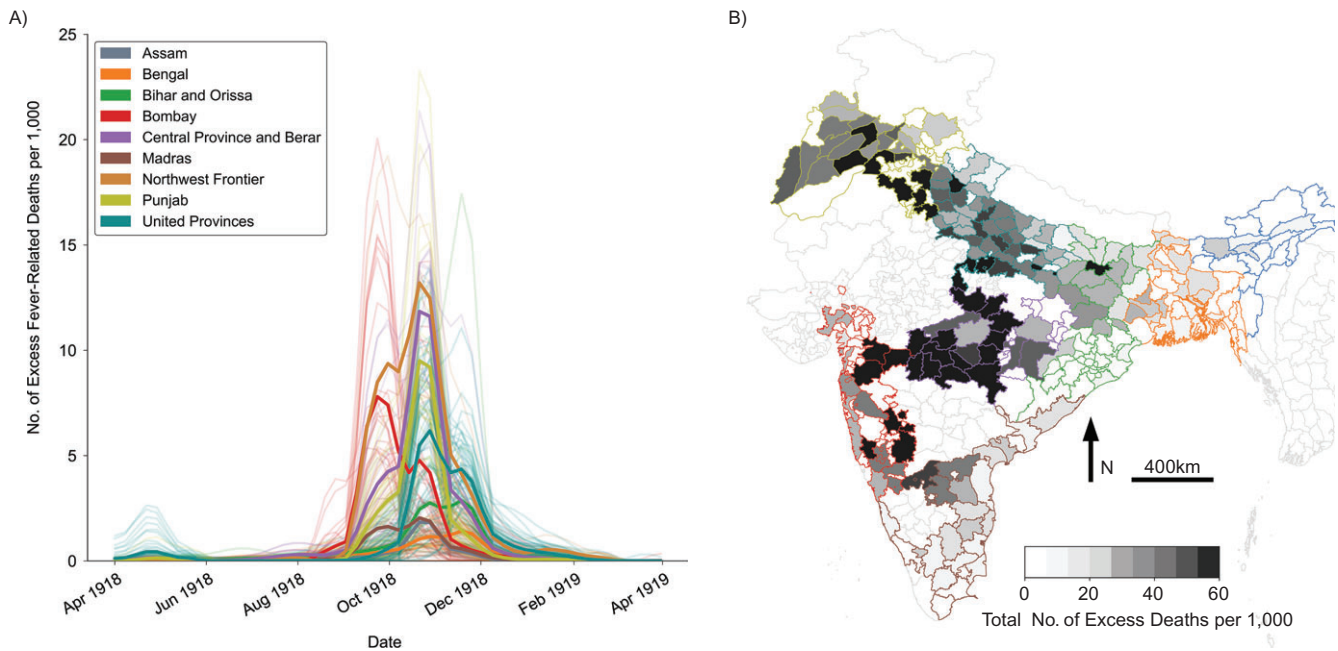 A)
No. of Excess Fever-Related Deaths per 1,000
25
20
15
10
5
0
Assam
Bengal
Bihar and Orissa
Bombay
Central Province and Berar
Madras
Northwest Frontier
Punjab
United Provinces
Apr 1918
Jun 1918
Aug 1918
Oct 1918
Dec 1918
Feb 1919
Apr 1919
Date
B)
N
400km
0 20 40 60
Total No. of Excess Deaths per 1,000